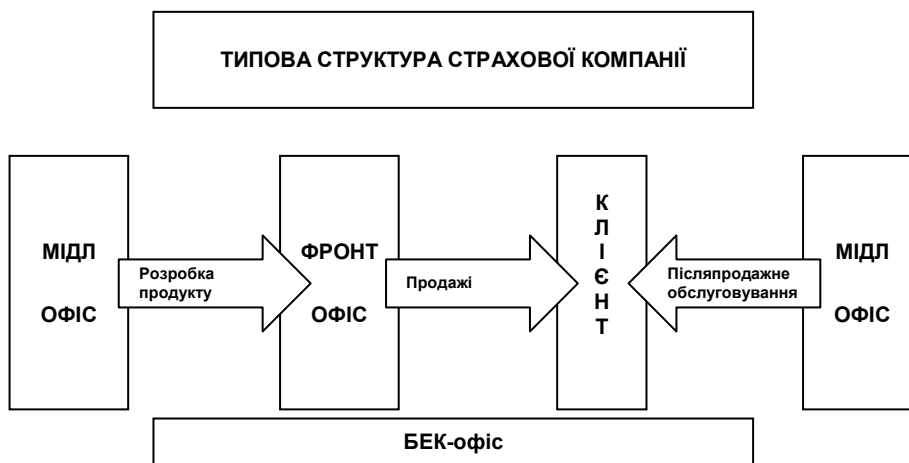 ТИПОВА СТРУКТУРА СТРАХОВОЇ КОМПАНІЇ
МІДЛ
ОФІС
Розробка
продукту
ФРОНТ
ОФІС
Продажі
К
Л
І
Є
Н
Т
Післяпродажне
обслуговування
МІДЛ
ОФІС
БЕК-офіс